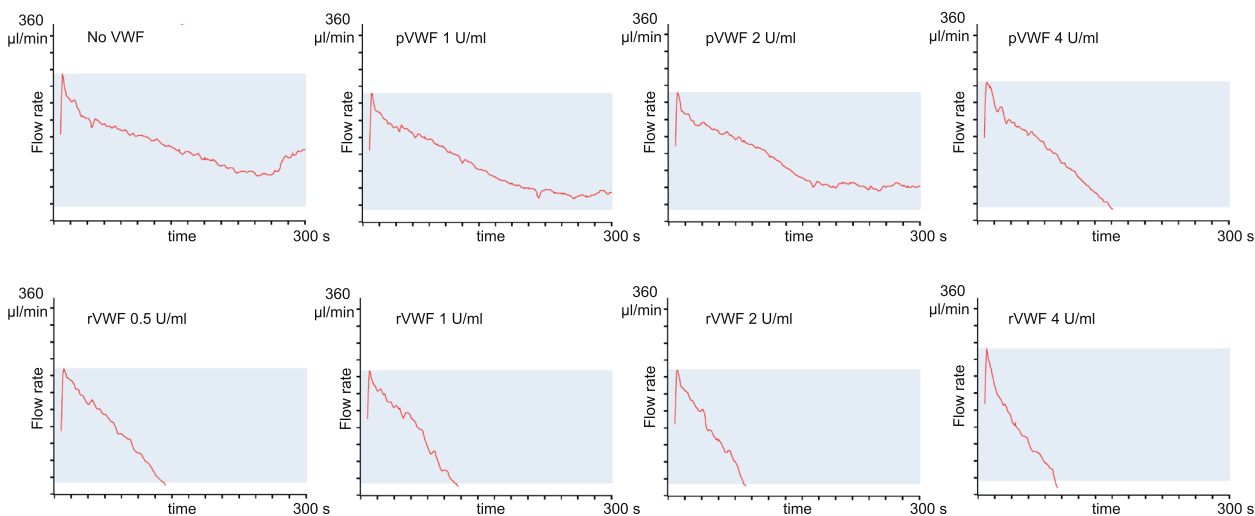 360
µl/min
No VWF
Flow rate
time
300 s
360
µl/min
pVWF 1 U/ml
Flow rate
time
300 s
360
µl/min
pVWF 2 U/ml
Flow rate
time
300 s
360
µl/min
pVWF 4 U/ml
Flow rate
time
300 s
360
µl/min
rVWF 0.5 U/ml
Flow rate
time
300 s
360
µl/min
rVWF 1 U/ml
Flow rate
time
300 s
360
µl/min
rVWF 2 U/ml
Flow rate
time
300 s
360
µl/min
rVWF 4 U/ml
Flow rate
time
300 s